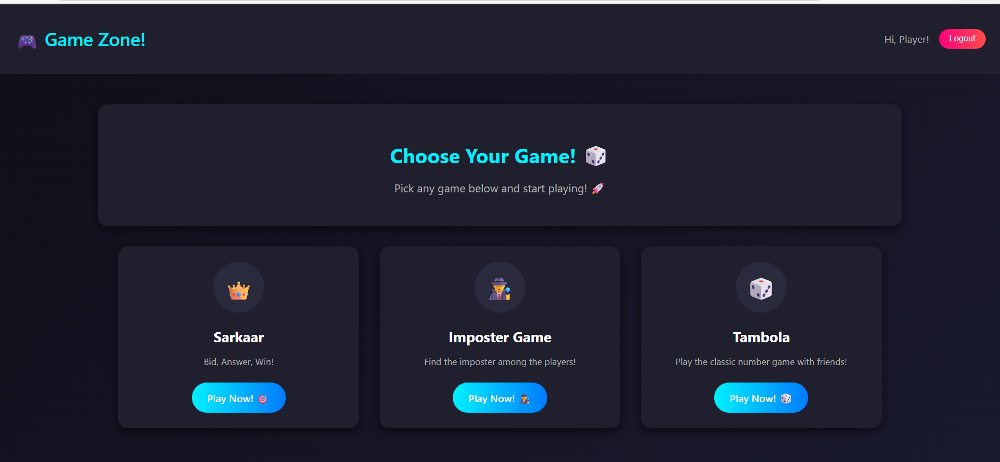 Game Zone!
Hi, Player!
Logout
Choose Your Game!
Pick any game below and start playing!
Sarkaar
Bid, Answer, Win!
Play Now!
Imposter Game
Find the imposter among the players!
Play Now!
Tambola
Play the classic number game with friends!
Play Now!